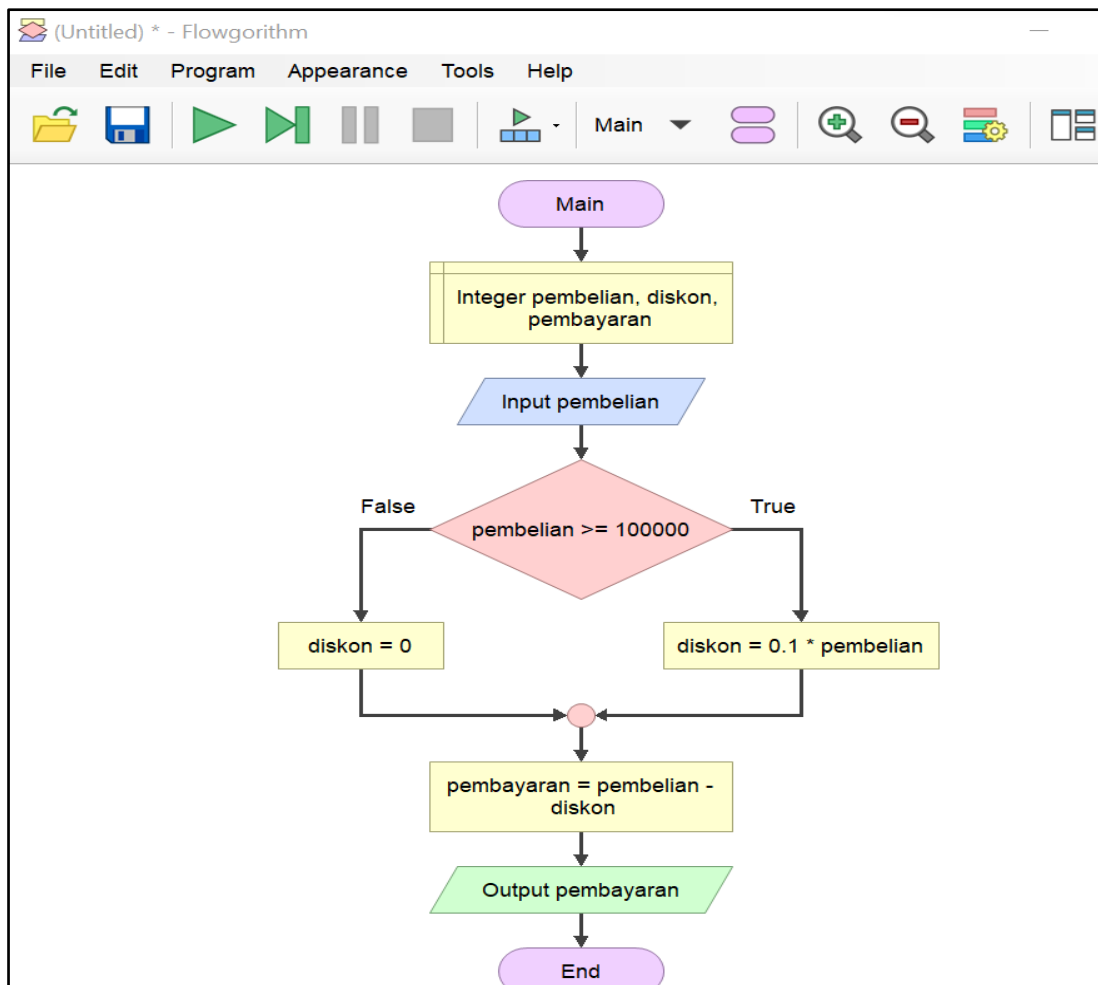 (Untitled) * - Flowgorithm
File Edit Program Appearance Tools Help
Main
Main
Integer pembelian, diskon,
pembayaran
Input pembelian
False
True
pembelian >= 100000
diskon = 0
diskon = 0.1 * pembelian
pembayaran = pembelian -
diskon
Output pembayaran
End